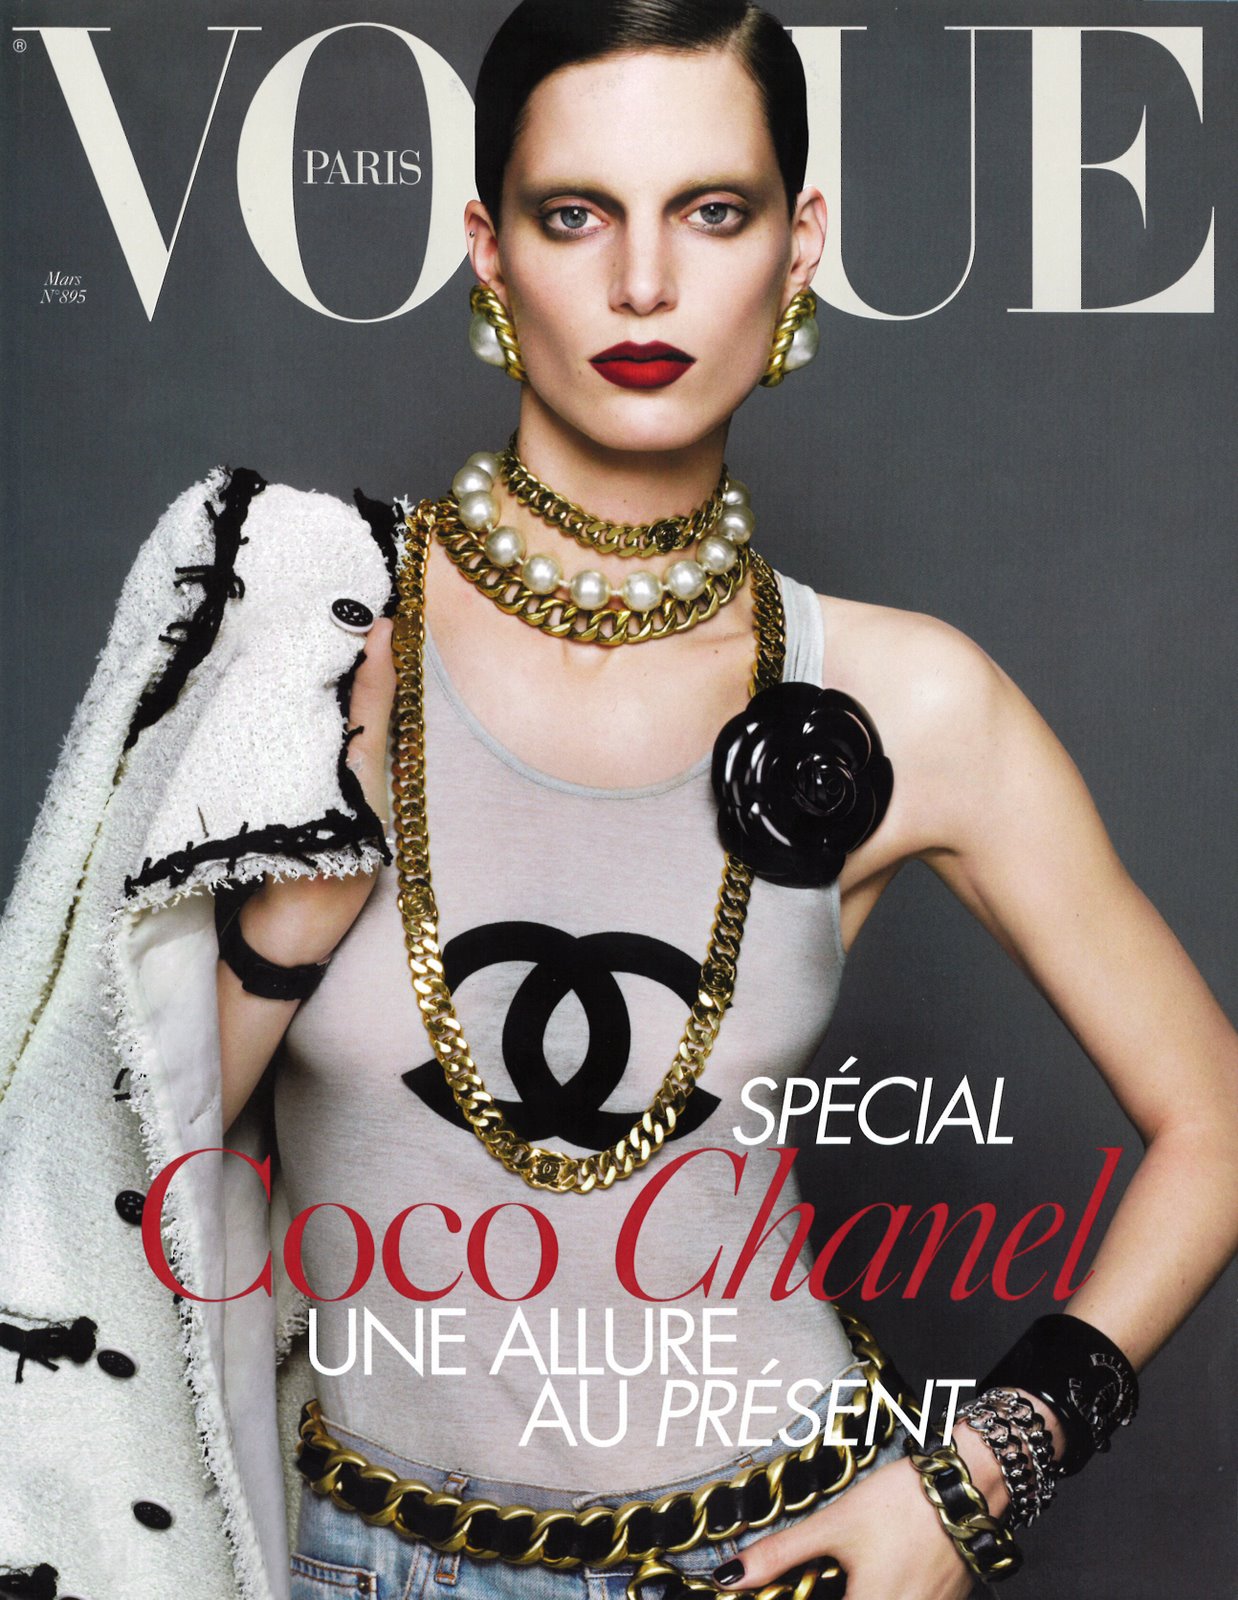 VOGUE
®
PARIS
Mars
N°895
SPÉCIAL
Coco Chanel
UNE ALLURE
AU PRÉSENT